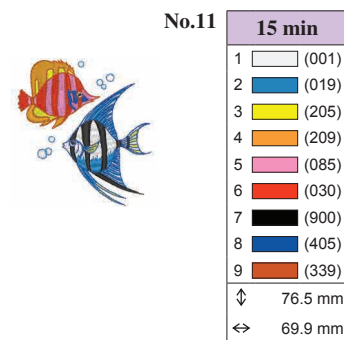 No.11
15 min
1 (001)
2 (019)
3 (205)
4 (209)
5 (085)
6 (030)
7 (900)
8 (405)
9 (339)
↕ 76.5 mm
↔ 69.9 mm